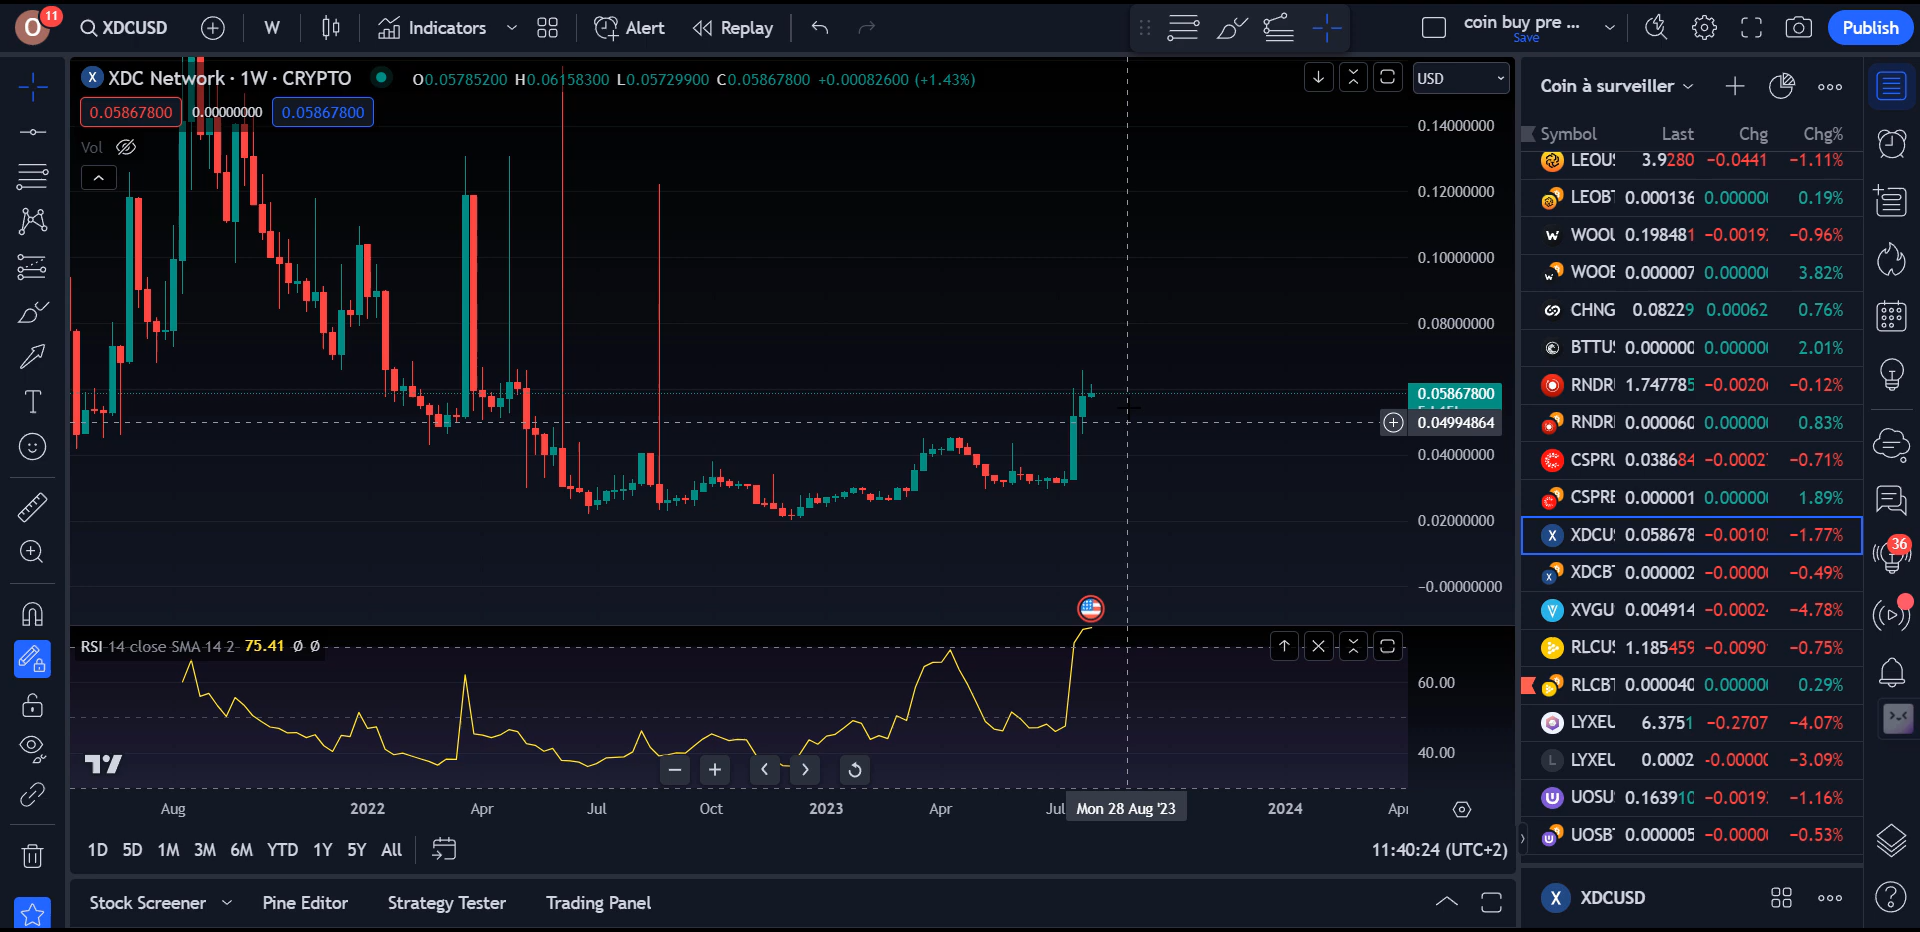 O 11 XDCUSD W Indicators Alert Replay coin buy pre ... Save Publish
X XDC Network · 1W · CRYPTO O0.05785200 H0.06158300 L0.05729900 C0.05867800 +0.00082600 (+1.43%) USD
0.05867800 0.00000000 0.05867800
Vol
0.14000000
0.12000000
0.10000000
0.08000000
0.05867800
0.04994864
0.04000000
0.02000000
−0.00000000
RSI 14 close SMA 14 2 75.41 Ø Ø
60.00
40.00
Aug 2022 Apr Jul Oct 2023 Apr Jul Mon 28 Aug '23 2024 Apr
1D 5D 1M 3M 6M YTD 1Y 5Y All 11:40:24 (UTC+2)
Stock Screener Pine Editor Strategy Tester Trading Panel
Coin à surveiller
Symbol Last Chg Chg%
LEOU 3.9280 −0.0441 −1.11%
LEOB 0.000136 0.00000 0.19%
WOOU 0.198481 −0.0019 −0.96%
WOOB 0.000007 0.00000 3.82%
CHNG 0.08229 0.00062 0.76%
BTTU 0.000000 0.00000 2.01%
RNDR 1.747785 −0.0020 −0.12%
RNDR 0.000060 0.00000 0.83%
CSPR 0.038684 −0.0002 −0.71%
CSPR 0.000001 0.00000 1.89%
XDCU 0.058678 −0.0010 −1.77%
XDCB 0.000002 −0.0000 −0.49%
XVGU 0.004914 −0.0002 −4.78%
RLCU 1.185459 −0.0090 −0.75%
RLCB 0.000040 0.00000 0.29%
LYXE 6.3751 −0.2707 −4.07%
L LYXE 0.0002 −0.0000 −3.09%
UOSU 0.163910 −0.0019 −1.16%
UOSB 0.000005 −0.0000 −0.53%
X XDCUSD
36